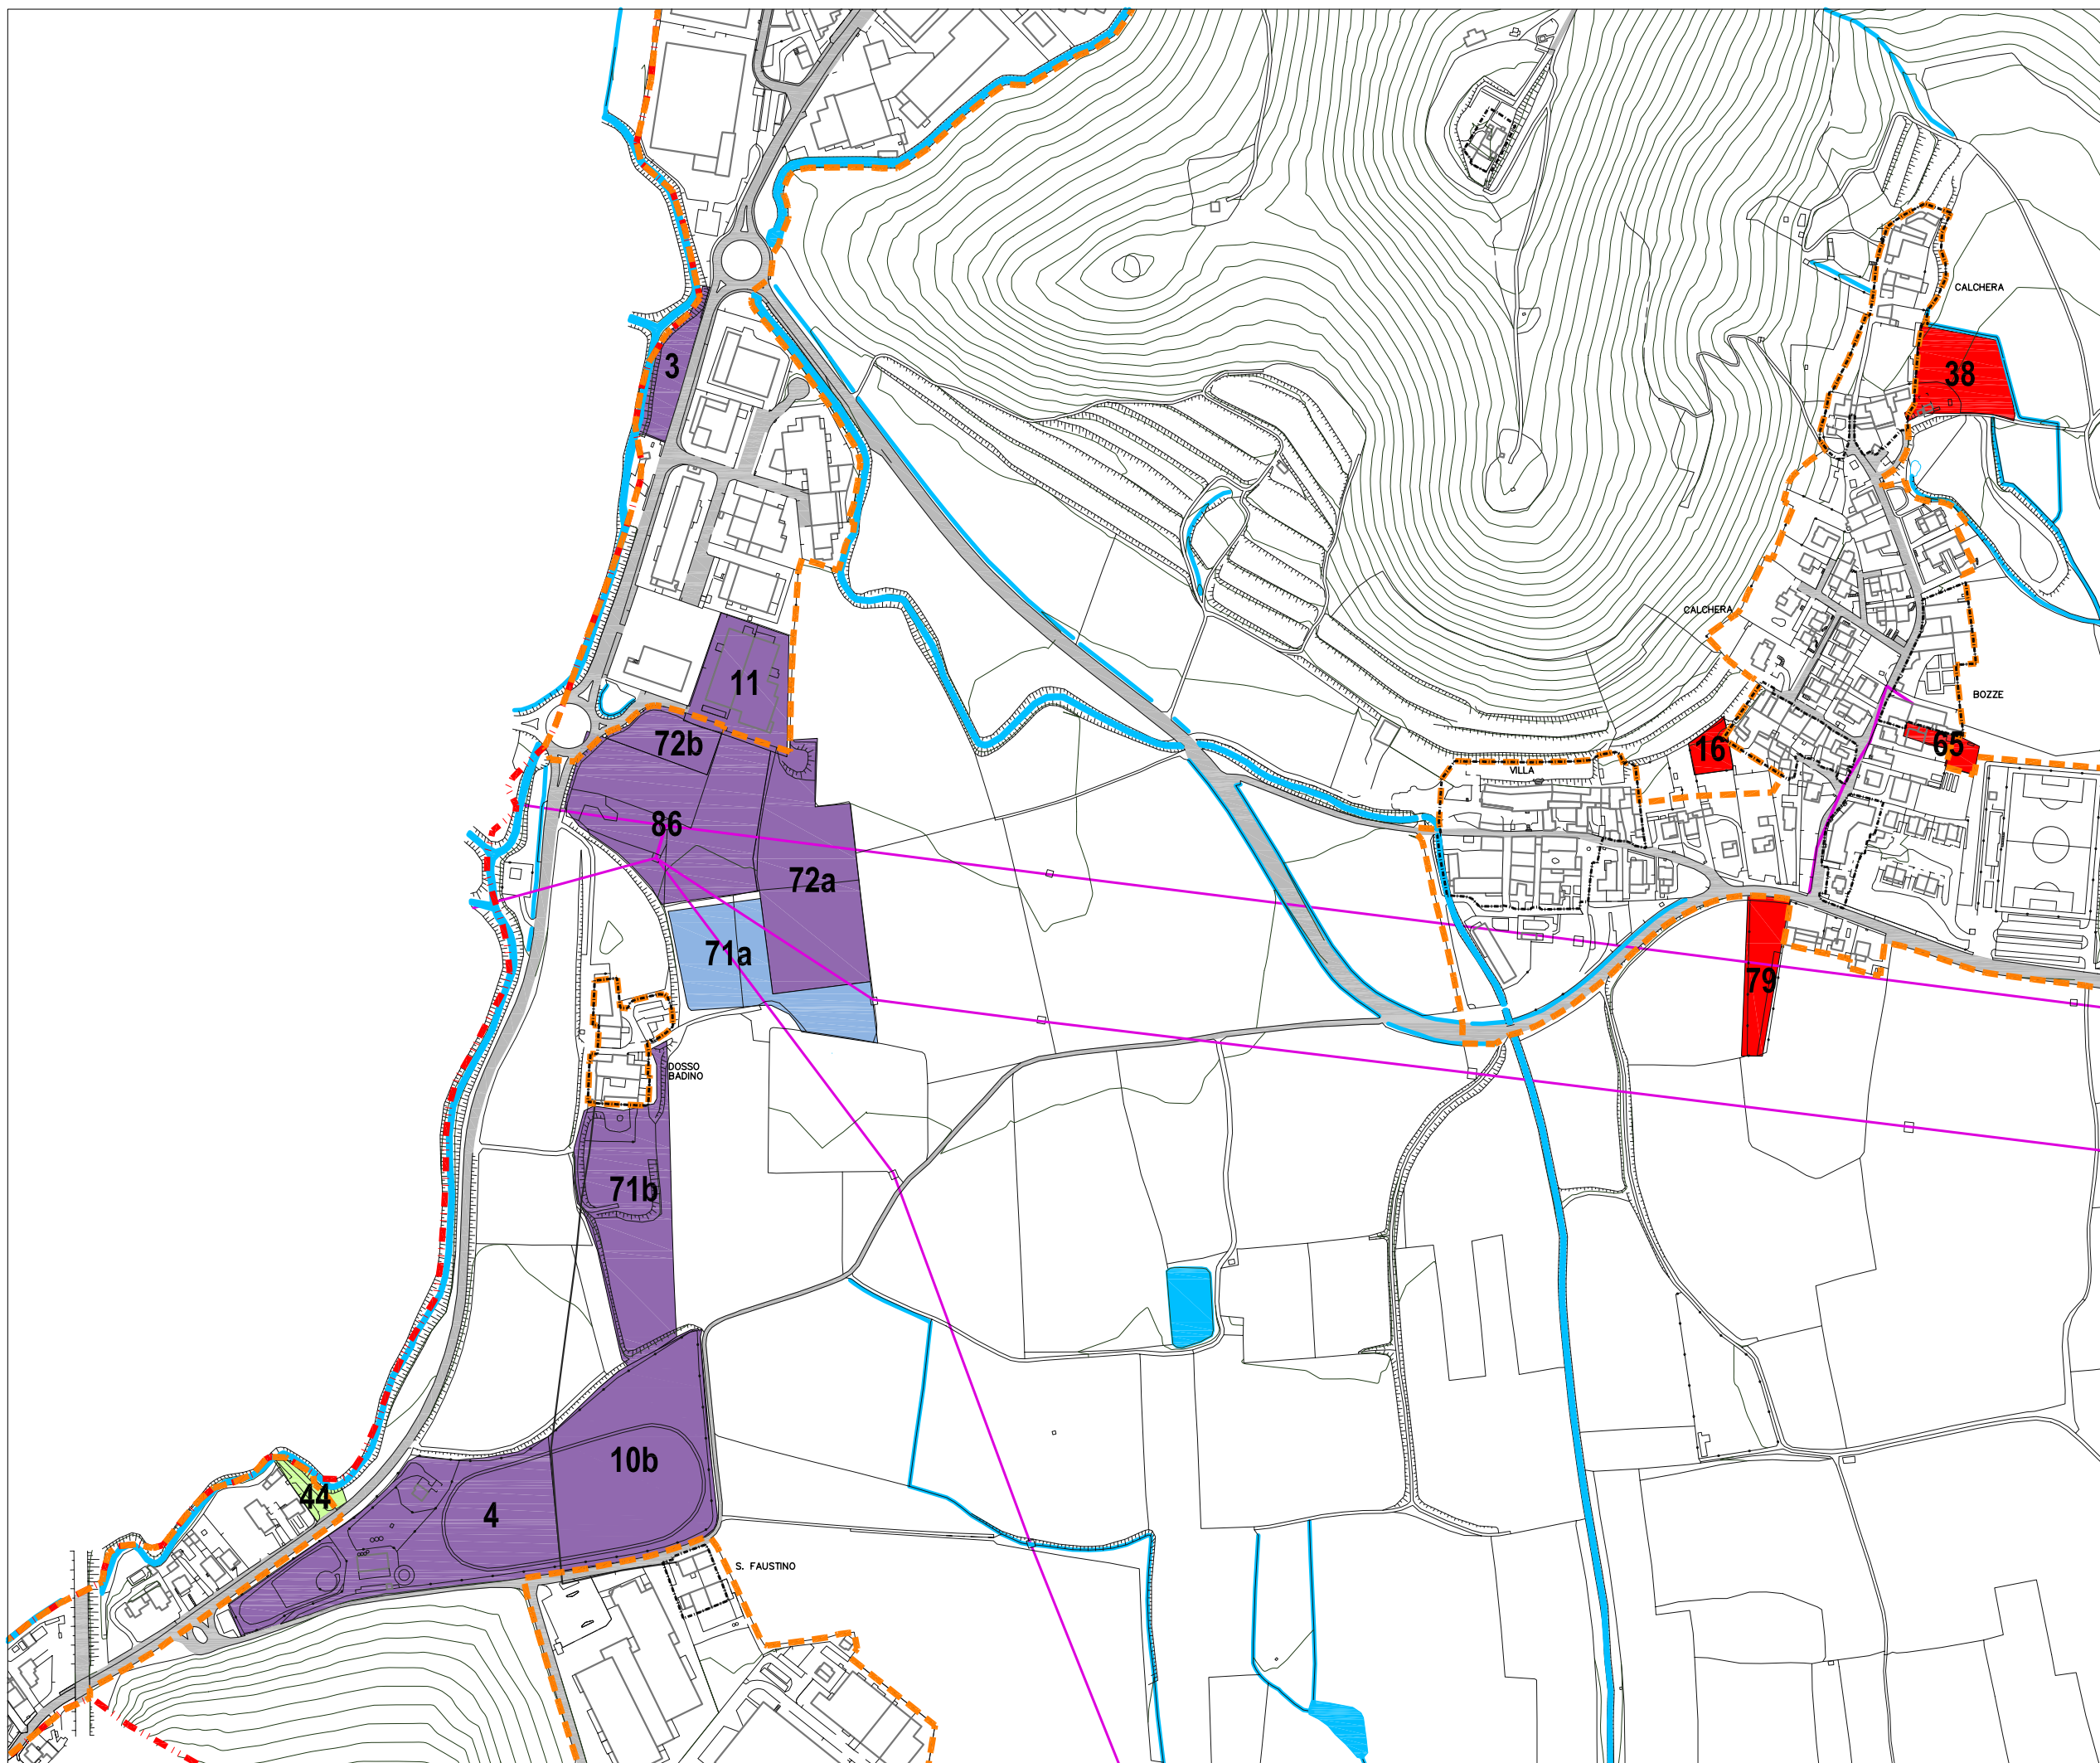 CALCHERA
3
38
CALCHERA
11
BOZZE
72b
16
65
VILLA
86
72a
71a
79
DOSSO
BADINO
71b
10b
44
4
S. FAUSTINO